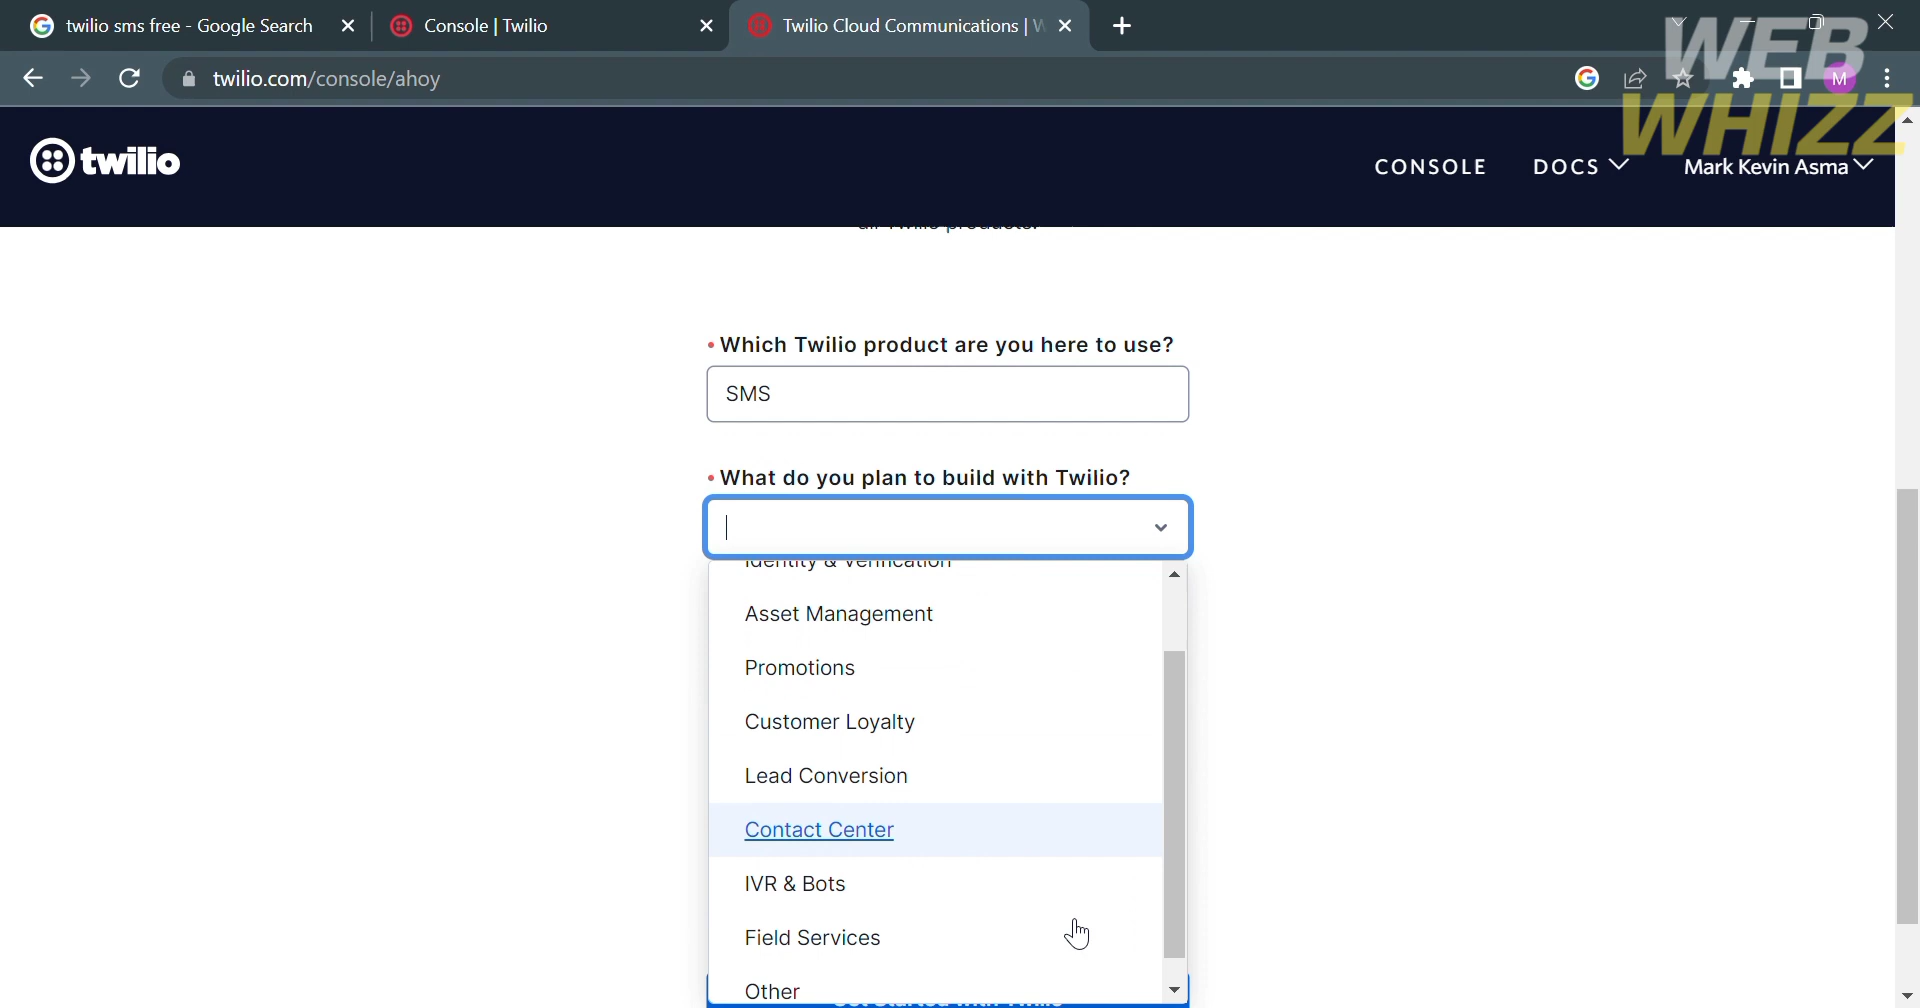 twilio sms free - Google Search
Console | Twilio
Twilio Cloud Communications |
twilio.com/console/ahoy
M
WEB
WHIZZ
twilio
CONSOLE
DOCS
Mark Kevin Asma
all Twilio products.
Which Twilio product are you here to use?
SMS
What do you plan to build with Twilio?
Identity & Verification
Asset Management
Promotions
Customer Loyalty
Lead Conversion
Contact Center
IVR & Bots
Field Services
Other
Get Started with Twilio